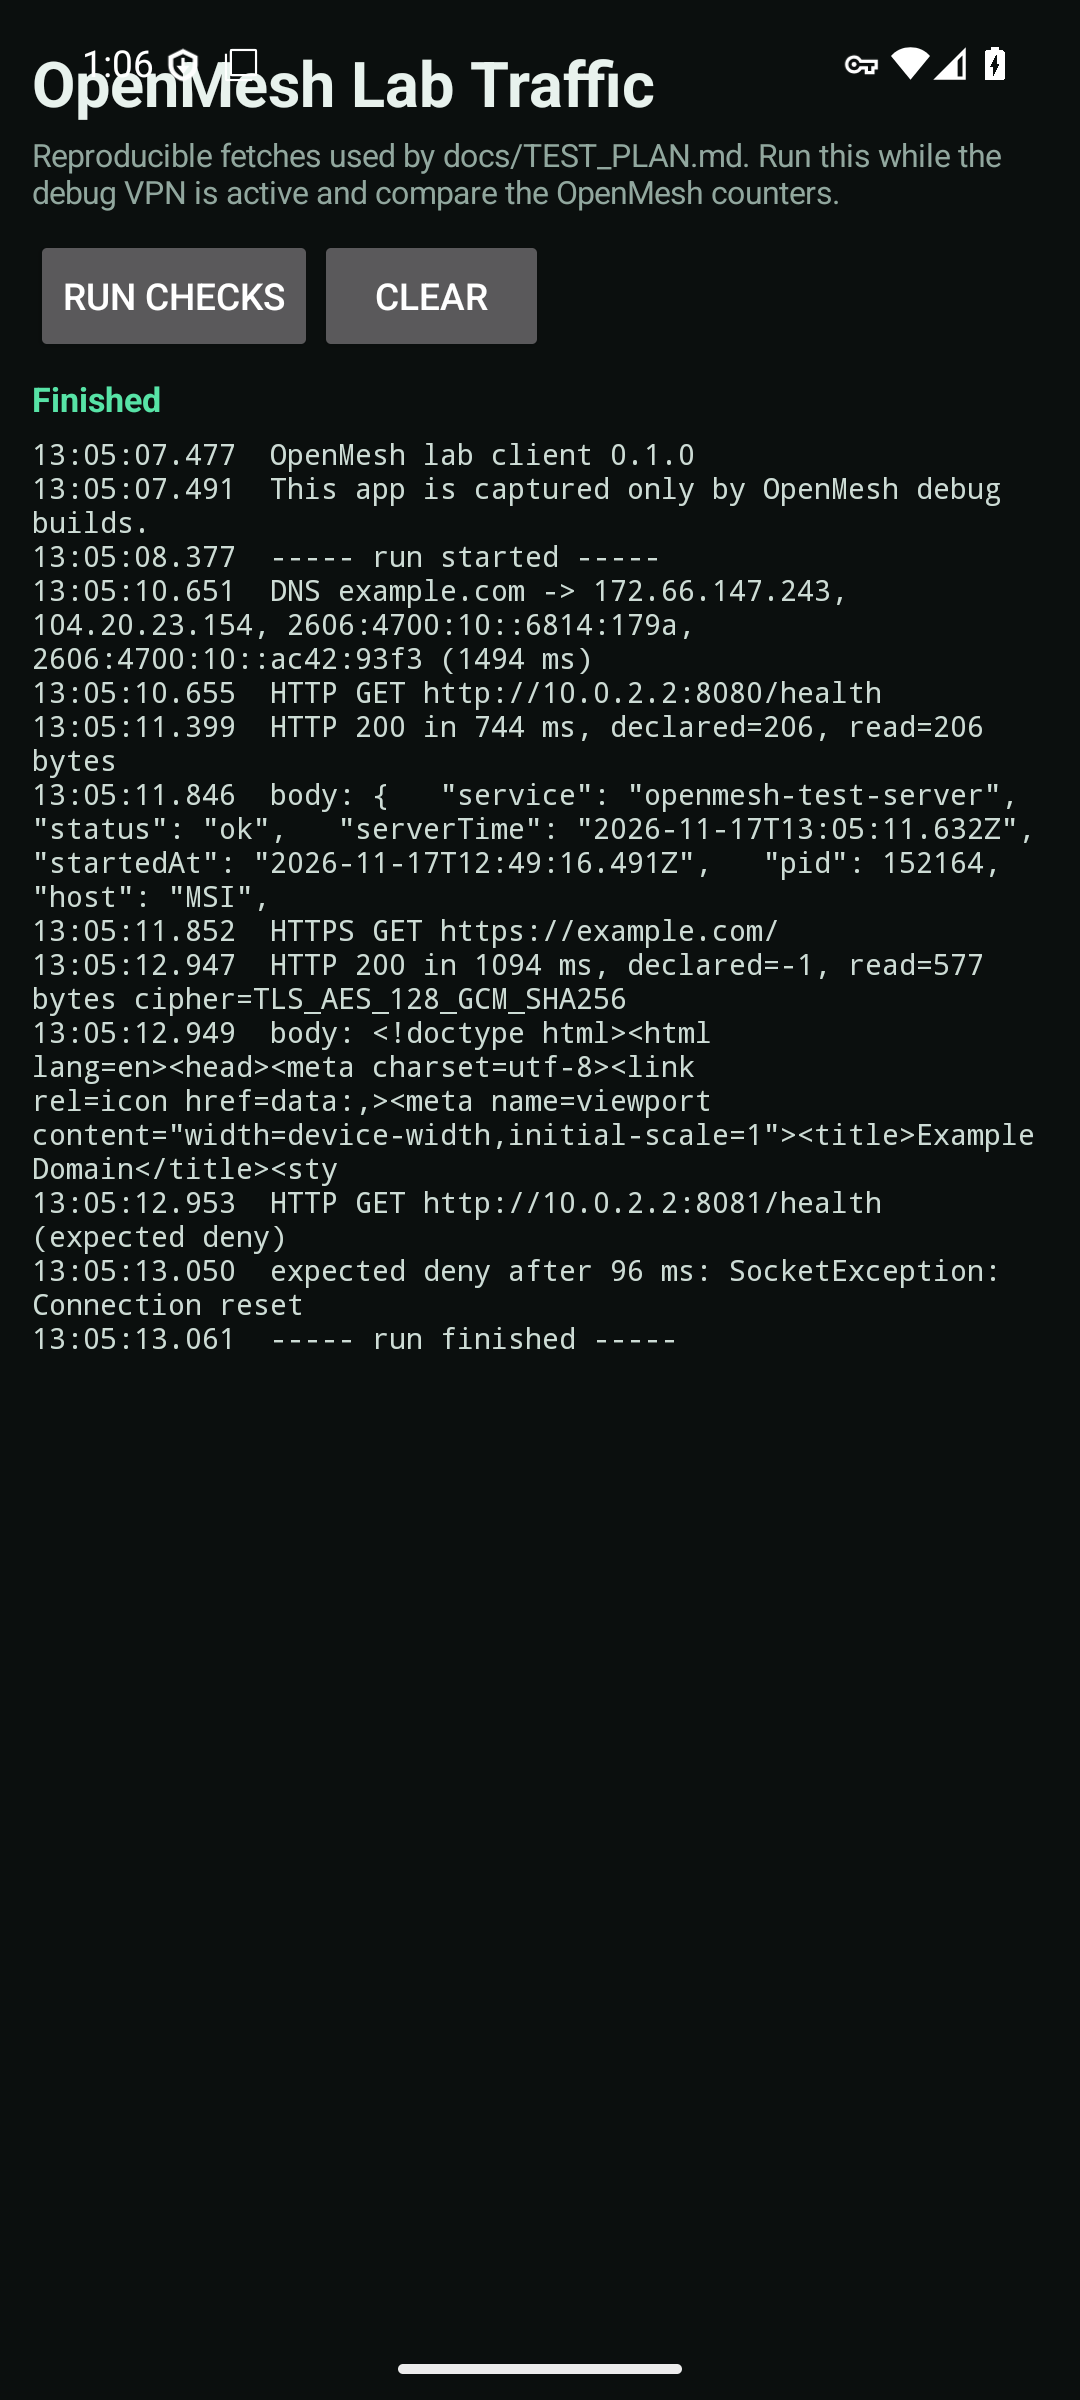 1:06
OpenMesh Lab Traffic
Reproducible fetches used by docs/TEST_PLAN.md. Run this while the
debug VPN is active and compare the OpenMesh counters.
RUN CHECKS CLEAR
Finished
13:05:07.477  OpenMesh lab client 0.1.0
13:05:07.491  This app is captured only by OpenMesh debug
builds.
13:05:08.377  ----- run started -----
13:05:10.651  DNS example.com -> 172.66.147.243,
104.20.23.154, 2606:4700:10::6814:179a,
2606:4700:10::ac42:93f3 (1494 ms)
13:05:10.655  HTTP GET http://10.0.2.2:8080/health
13:05:11.399  HTTP 200 in 744 ms, declared=206, read=206
bytes
13:05:11.846  body: {   "service": "openmesh-test-server",
"status": "ok",   "serverTime": "2026-11-17T13:05:11.632Z",
"startedAt": "2026-11-17T12:49:16.491Z",   "pid": 152164,
"host": "MSI",
13:05:11.852  HTTPS GET https://example.com/
13:05:12.947  HTTP 200 in 1094 ms, declared=-1, read=577
bytes cipher=TLS_AES_128_GCM_SHA256
13:05:12.949  body: <!doctype html><html
lang=en><head><meta charset=utf-8><link
rel=icon href=data:,><meta name=viewport
content="width=device-width,initial-scale=1"><title>Example
Domain</title><sty
13:05:12.953  HTTP GET http://10.0.2.2:8081/health
(expected deny)
13:05:13.050  expected deny after 96 ms: SocketException:
Connection reset
13:05:13.061  ----- run finished -----